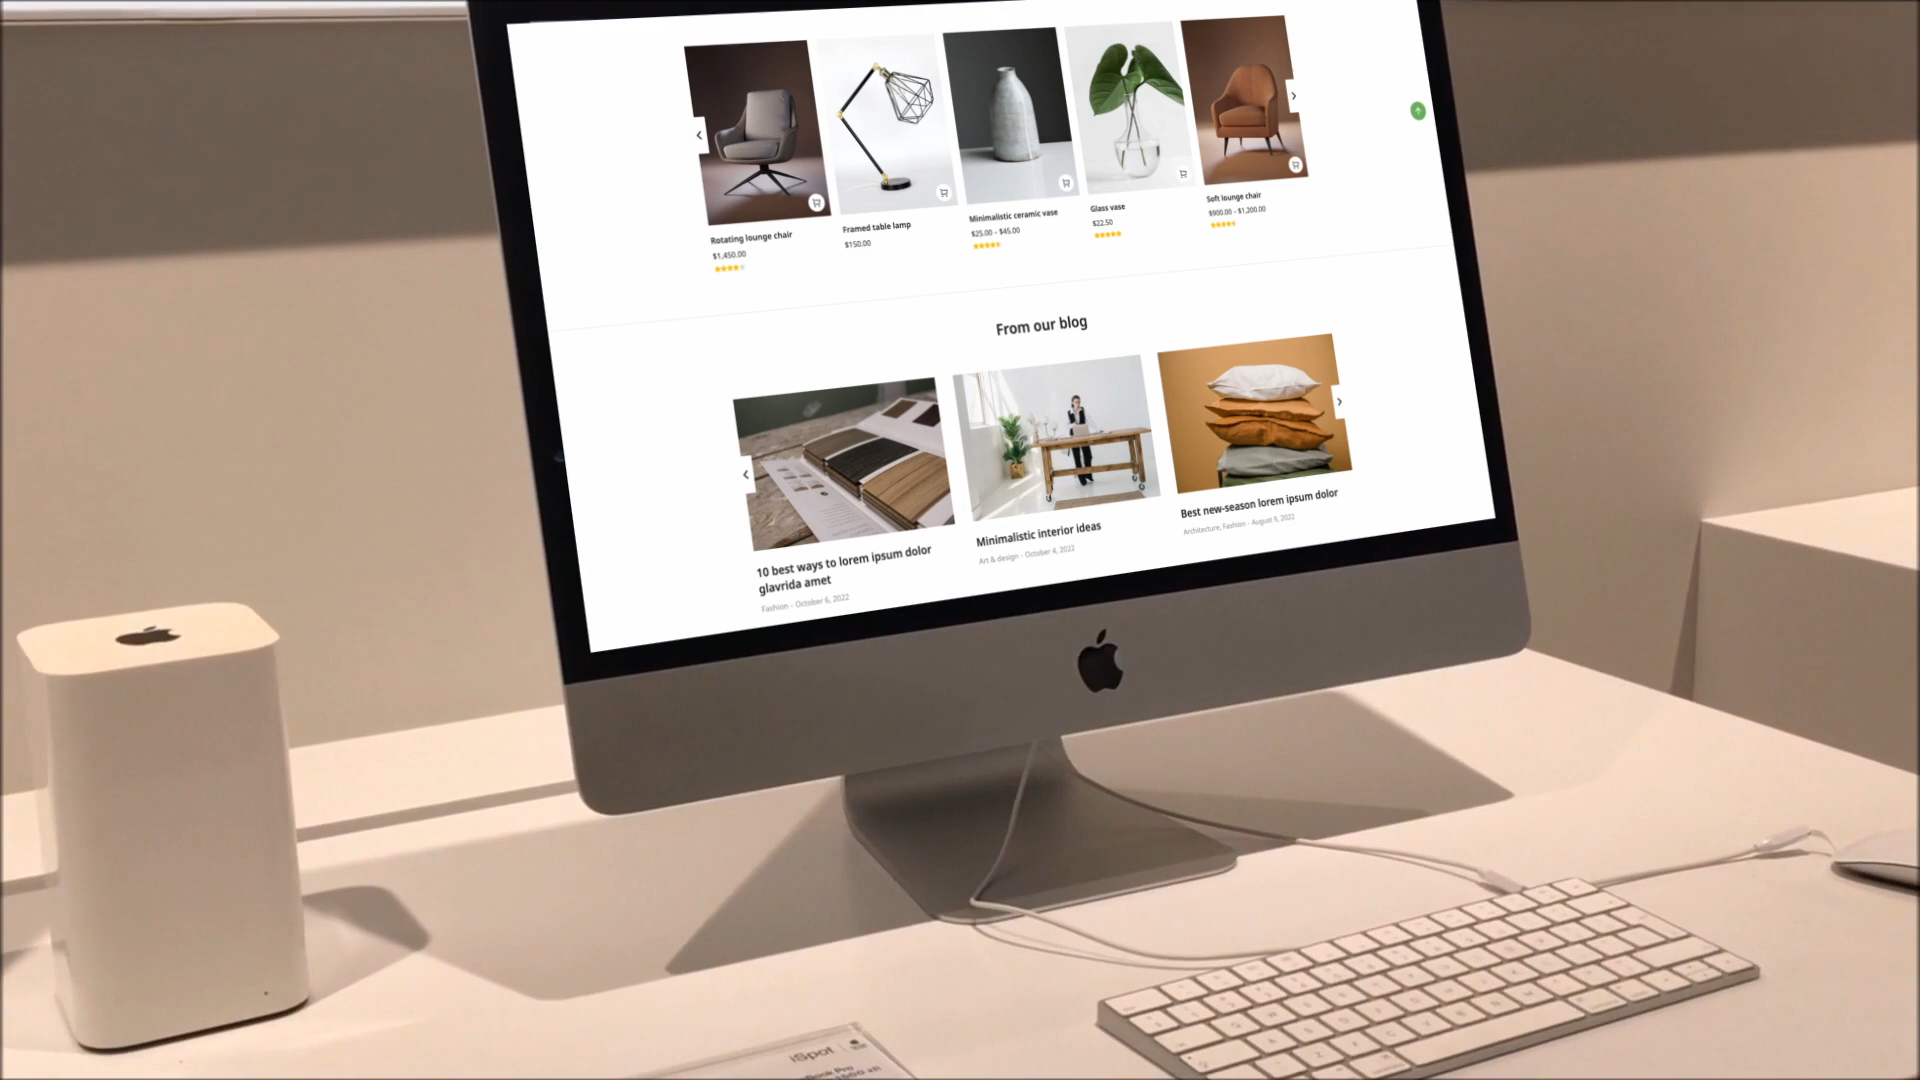 Rotating lounge chair
$1,450.00
Framed table lamp
$150.00
Minimalistic ceramic vase
$25.00 – $45.00
Glass vase
$22.50
Soft lounge chair
$900.00 – $1,200.00
From our blog
10 best ways to lorem ipsum dolor
glavrida amet
Fashion - October 6, 2022
Minimalistic interior ideas
Art & design - October 4, 2022
Best new-season lorem ipsum dolor
Architecture, Fashion - August 9, 2022
iSpot
Book Pro